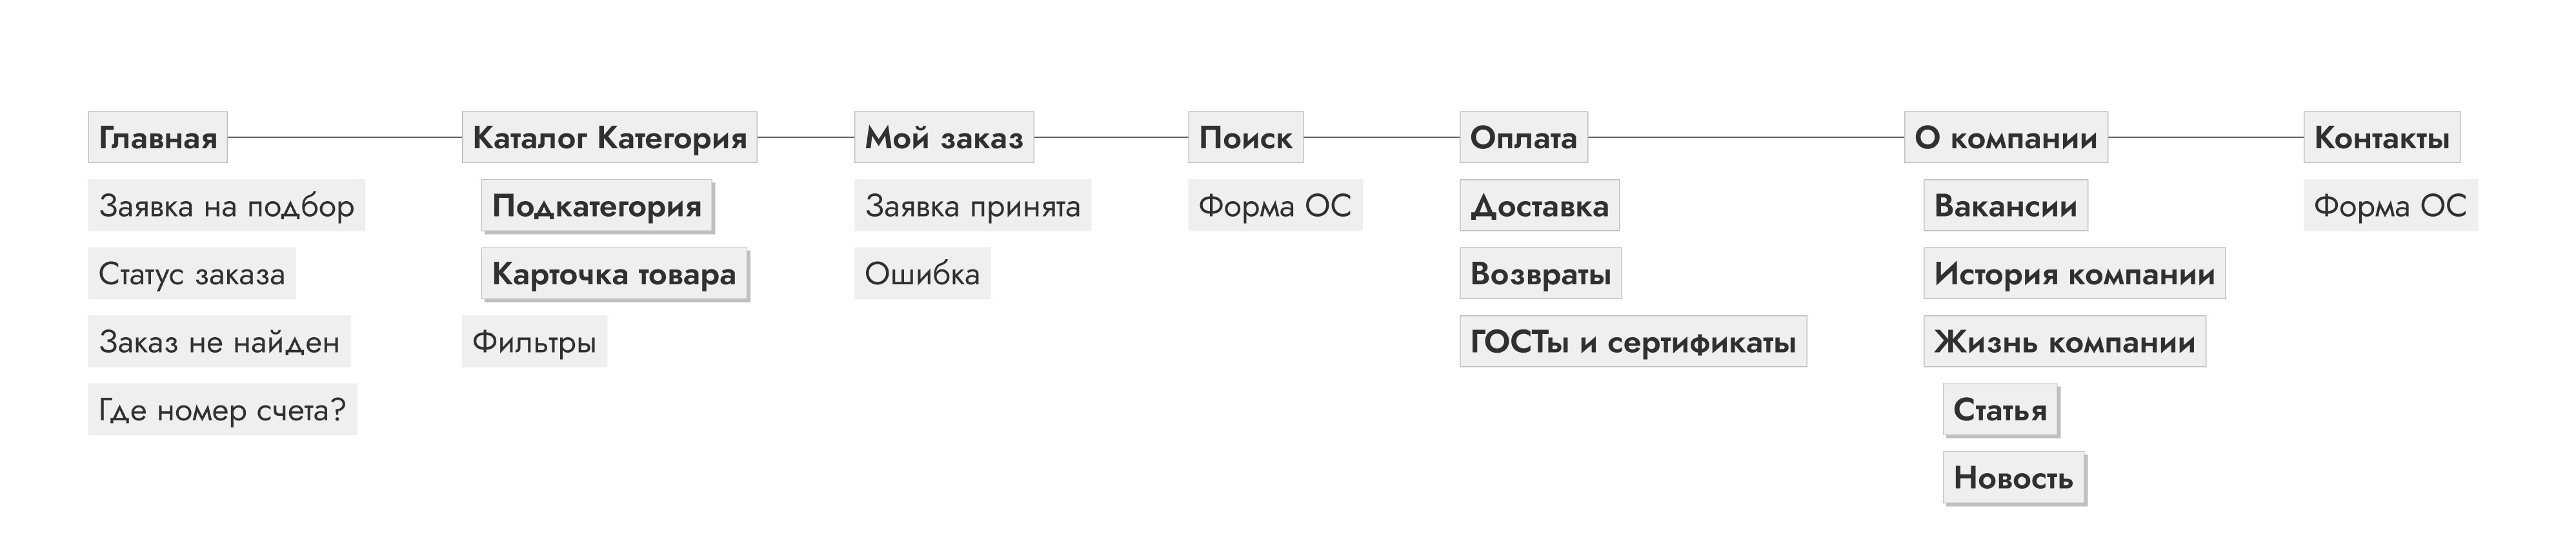 Главная
Заявка на подбор
Статус заказа
Заказ не найден
Где номер счета?
Каталог Категория
Подкатегория
Карточка товара
Фильтры
Мой заказ
Заявка принята
Ошибка
Поиск
Форма ОС
Оплата
Доставка
Возвраты
ГОСТы и сертификаты
О компании
Вакансии
История компании
Жизнь компании
Статья
Новость
Контакты
Форма ОС